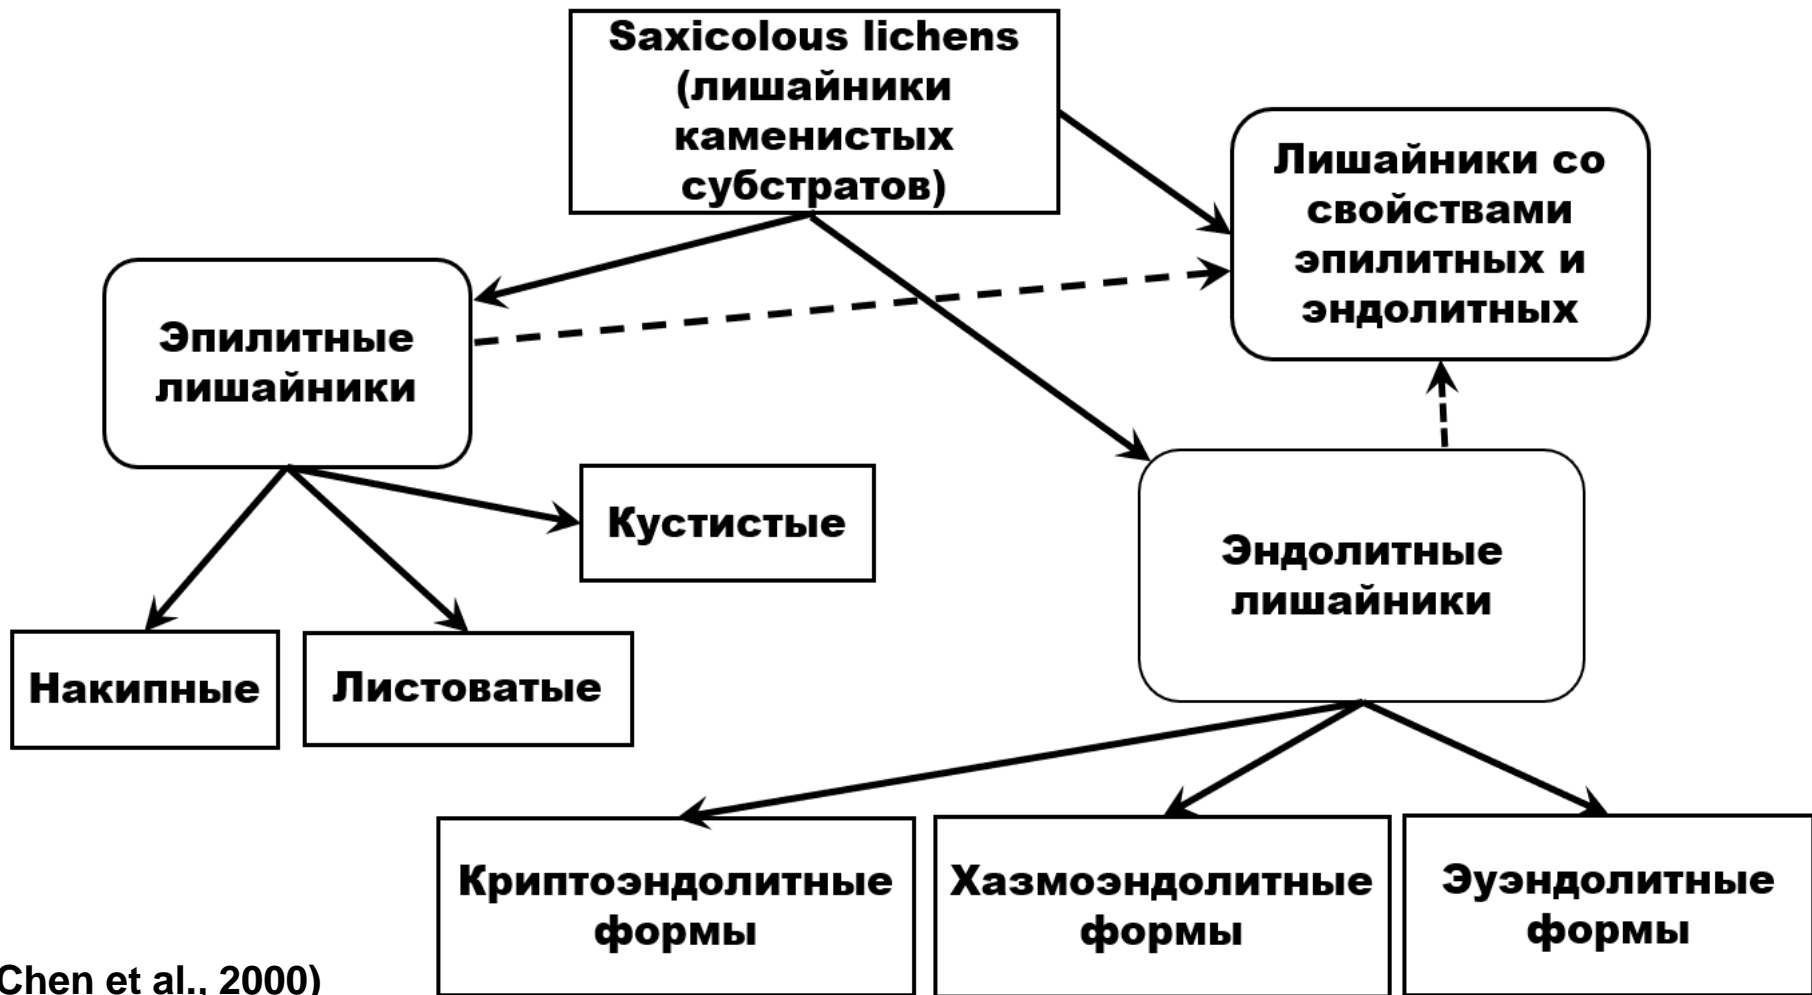 Saxicolous lichens
(лишайники
каменистых
субстратов)
Лишайники со
свойствами
эпилитных и
эндолитных
Эпилитные
лишайники
Кустистые
Эндолитные
лишайники
Накипные
Листоватые
Криптоэндолитные
формы
Хазмоэндолитные
формы
Эуэндолитные
формы
Chen et al., 2000)